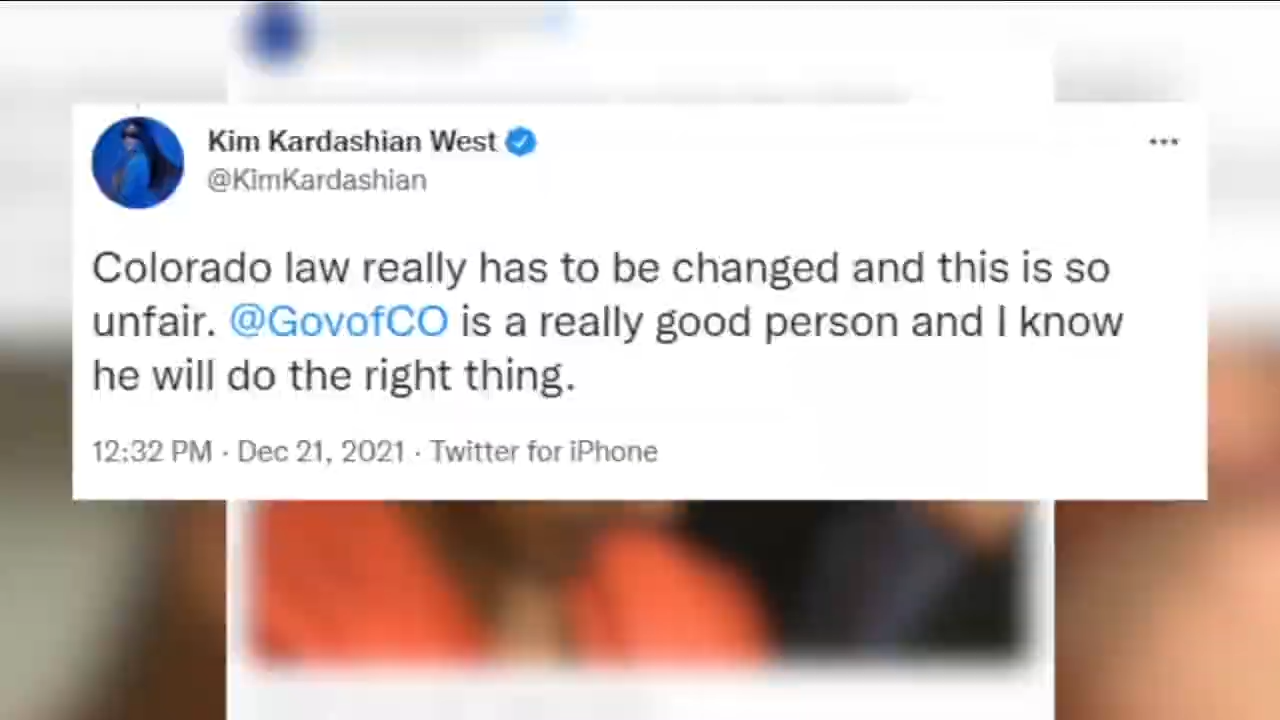 Kim Kardashian West
@KimKardashian
Colorado law really has to be changed and this is so
unfair. @GovofCO is a really good person and I know
he will do the right thing.
12:32 PM · Dec 21, 2021 · Twitter for iPhone